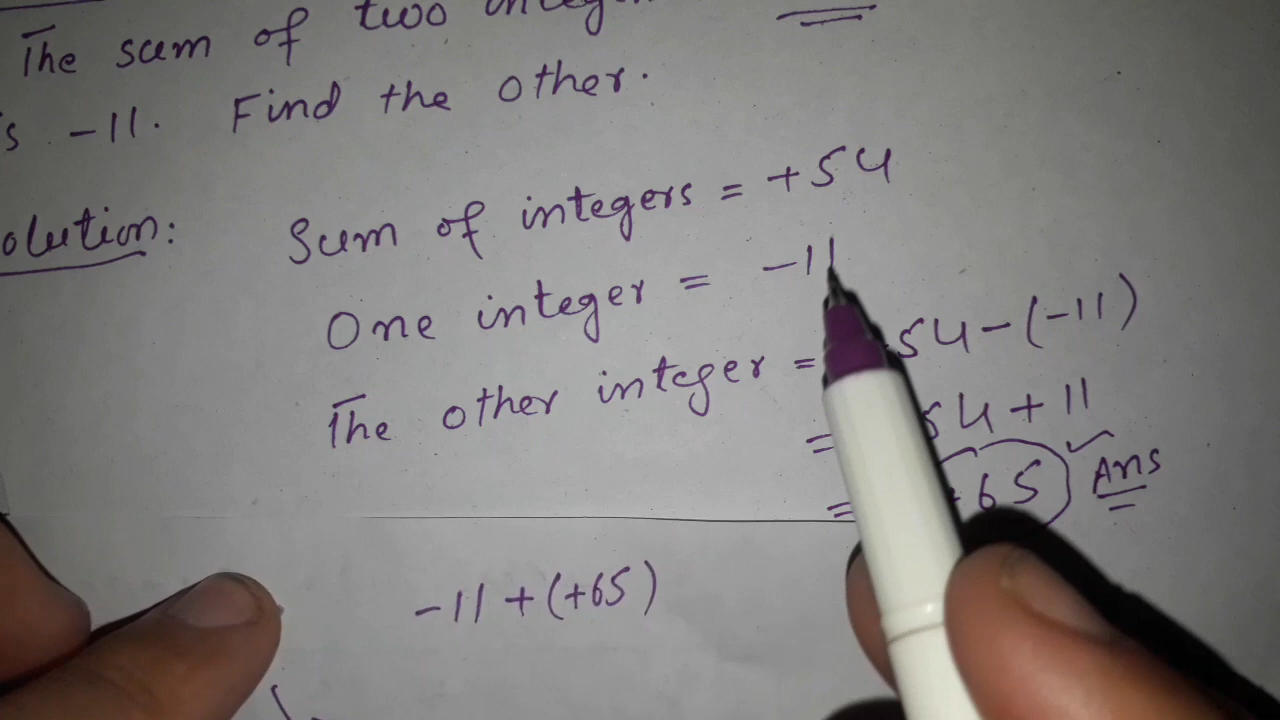 The sum of two integ
s -11. Find the other.
olution:
Sum of integers = +54
One integer = -11
The other integer = 54-(-11)
= 54+11
= +65 Ans
-11+(+65)